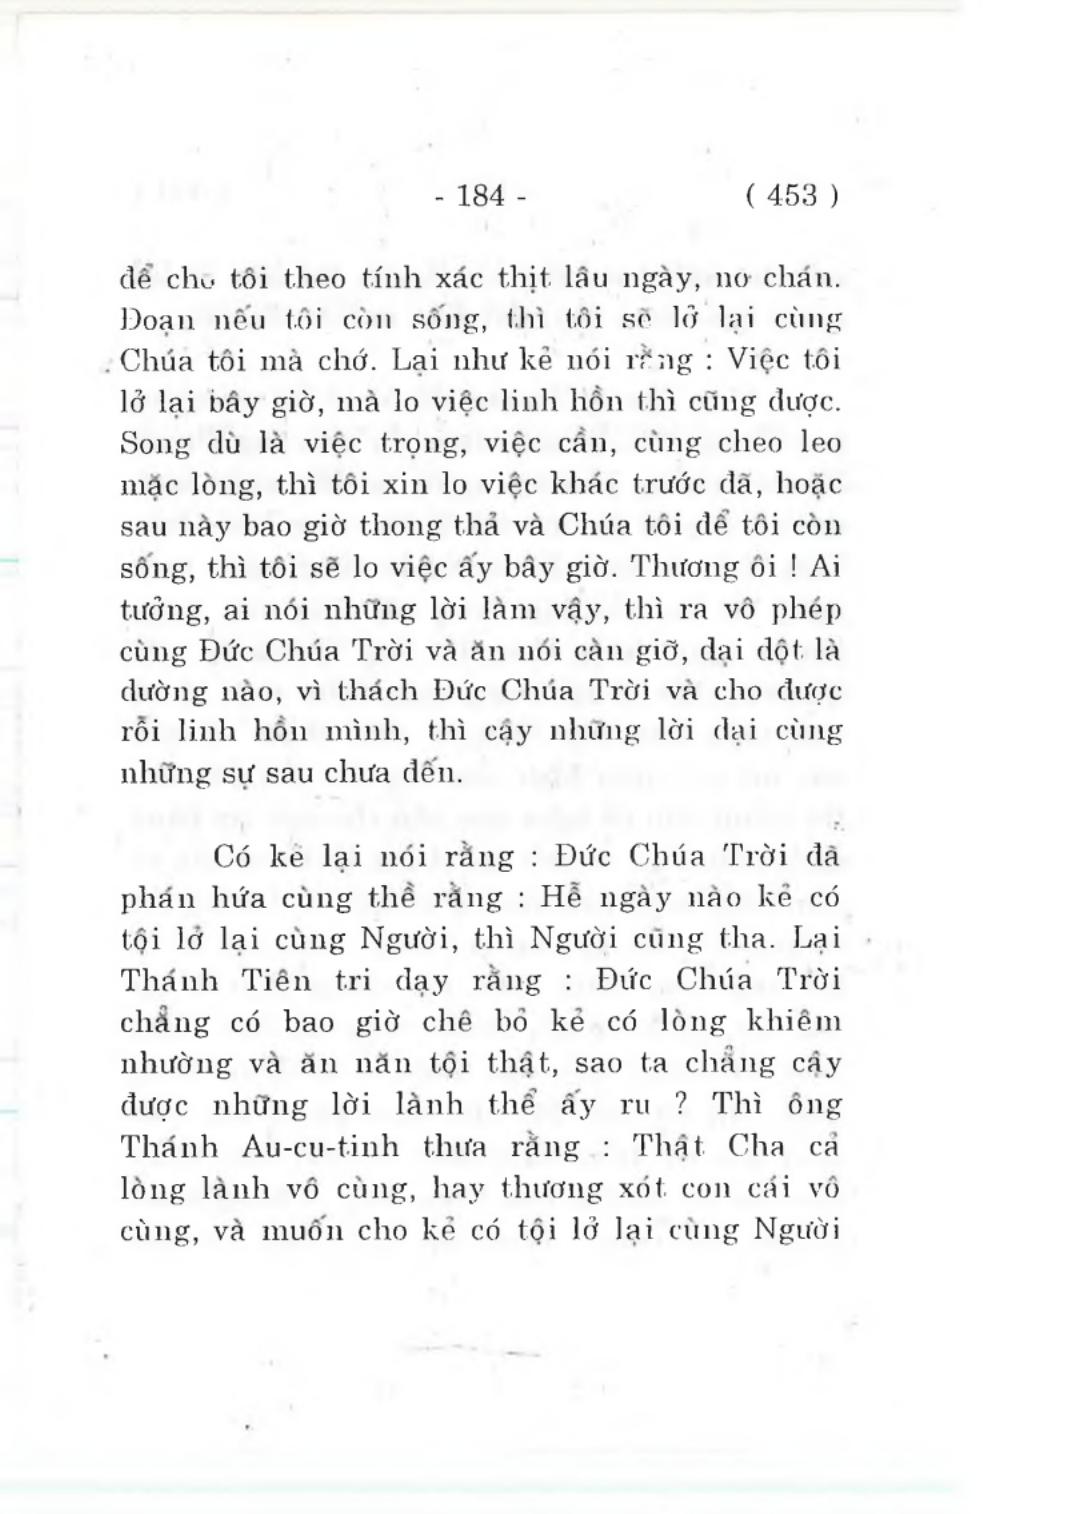 - 184 - ( 453 )
để cho tôi theo tính xác thịt lâu ngày, nơ chán.
Đoạn nếu tôi còn sống, thì tôi sẽ lở lại cùng
Chúa tôi mà chớ. Lại như kẻ nói rằng : Việc tôi
lở lại bây giờ, mà lo việc linh hồn thì cũng được.
Song dù là việc trọng, việc cần, cùng cheo leo
mặc lòng, thì tôi xin lo việc khác trước đã, hoặc
sau này bao giờ thong thả và Chúa tôi để tôi còn
sống, thì tôi sẽ lo việc ấy bây giờ. Thương ôi ! Ai
tưởng, ai nói những lời làm vậy, thì ra vô phép
cùng Đức Chúa Trời và ăn nói càn giỡ, dại dột là
dường nào, vì thách Đức Chúa Trời và cho được
rỗi linh hồn mình, thì cậy những lời dại cùng
những sự sau chưa đến.
Có kẻ lại nói rằng : Đức Chúa Trời đã
phán hứa cùng thề rằng : Hễ ngày nào kẻ có
tội lở lại cùng Người, thì Người cũng tha. Lại
Thánh Tiên tri dạy rằng : Đức Chúa Trời
chẳng có bao giờ chê bỏ kẻ có lòng khiêm
nhường và ăn năn tội thật, sao ta chẳng cậy
được những lời lành thể ấy ru ? Thì ông
Thánh Au-cu-tinh thưa rằng : Thật Cha cả
lòng lành vô cùng, hay thương xót con cái vô
cùng, và muốn cho kẻ có tội lở lại cùng Người